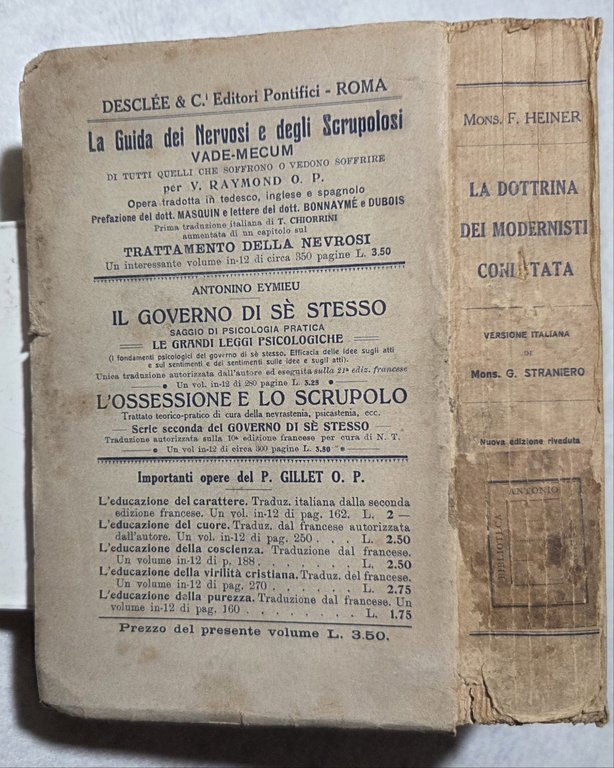 DESCLÉE & C.i Editori Pontifici - ROMA
La Guida dei Nervosi e degli Scrupolosi
VADE-MECUM
DI TUTTI QUELLI CHE SOFFRONO O VEDONO SOFFRIRE
per V. RAYMOND O. P.
Opera tradotta in tedesco, inglese e spagnolo
Prefazione del dott. MASQUIN e lettere dei dott. BONNAYMÉ e DUBOIS
Prima traduzione italiana di T. CHIORRINI
aumentata di un capitolo sul
TRATTAMENTO DELLA NEVROSI
Un interessante volume in-12 di circa 350 pagine L. 3,50
ANTONINO EYMIEU
IL GOVERNO DI SÈ STESSO
SAGGIO DI PSICOLOGIA PRATICA
LE GRANDI LEGGI PSICOLOGICHE
(I fondamenti psicologici del governo di sè stesso. Efficacia delle idee sugli atti
e sui sentimenti e dei sentimenti sulle idee e sugli atti).
Unica traduzione autorizzata dall'autore ed eseguita sulla 21a ediz. francese
Un vol. in-12 di 280 pagine L. 3.25
L'OSSESSIONE E LO SCRUPOLO
Trattato teorico-pratico di cura della nevrastenia, psicastenia, ecc.
Serie seconda del GOVERNO DI SÈ STESSO
Traduzione autorizzata sulla 10a edizione francese per cura di N. T.
Un vol in-12 di circa 300 pagine L. 3.50
Importanti opere del P. GILLET O. P.
L'educazione del carattere. Traduz. italiana dalla seconda
edizione francese. Un vol. in-12 di pag. 162. L. 2 —
L'educazione del cuore. Traduz. dal francese autorizzata
dall'autore. Un vol. in-12 di pag. 250 . . . L. 2.50
L'educazione della coscienza. Traduzione dal francese.
Un volume in-12 di p. 188 . . . . . . . L. 2.50
L'educazione della virilità cristiana. Traduz. del francese.
Un volume in-12 di pag. 270 . . . . . . . L. 2.75
L'educazione della purezza. Traduzione dal francese. Un
volume in-12 di pag. 160 . . . . . . . . L. 1.75
Prezzo del presente volume L. 3.50.
MONS. F. HEINER
LA DOTTRINA
DEI MODERNISTI
VERSIONE ITALIANA
DI
MONS. G. STRANIERO
Nuova edizione riveduta
ANTONIO
BIBLIOTECA